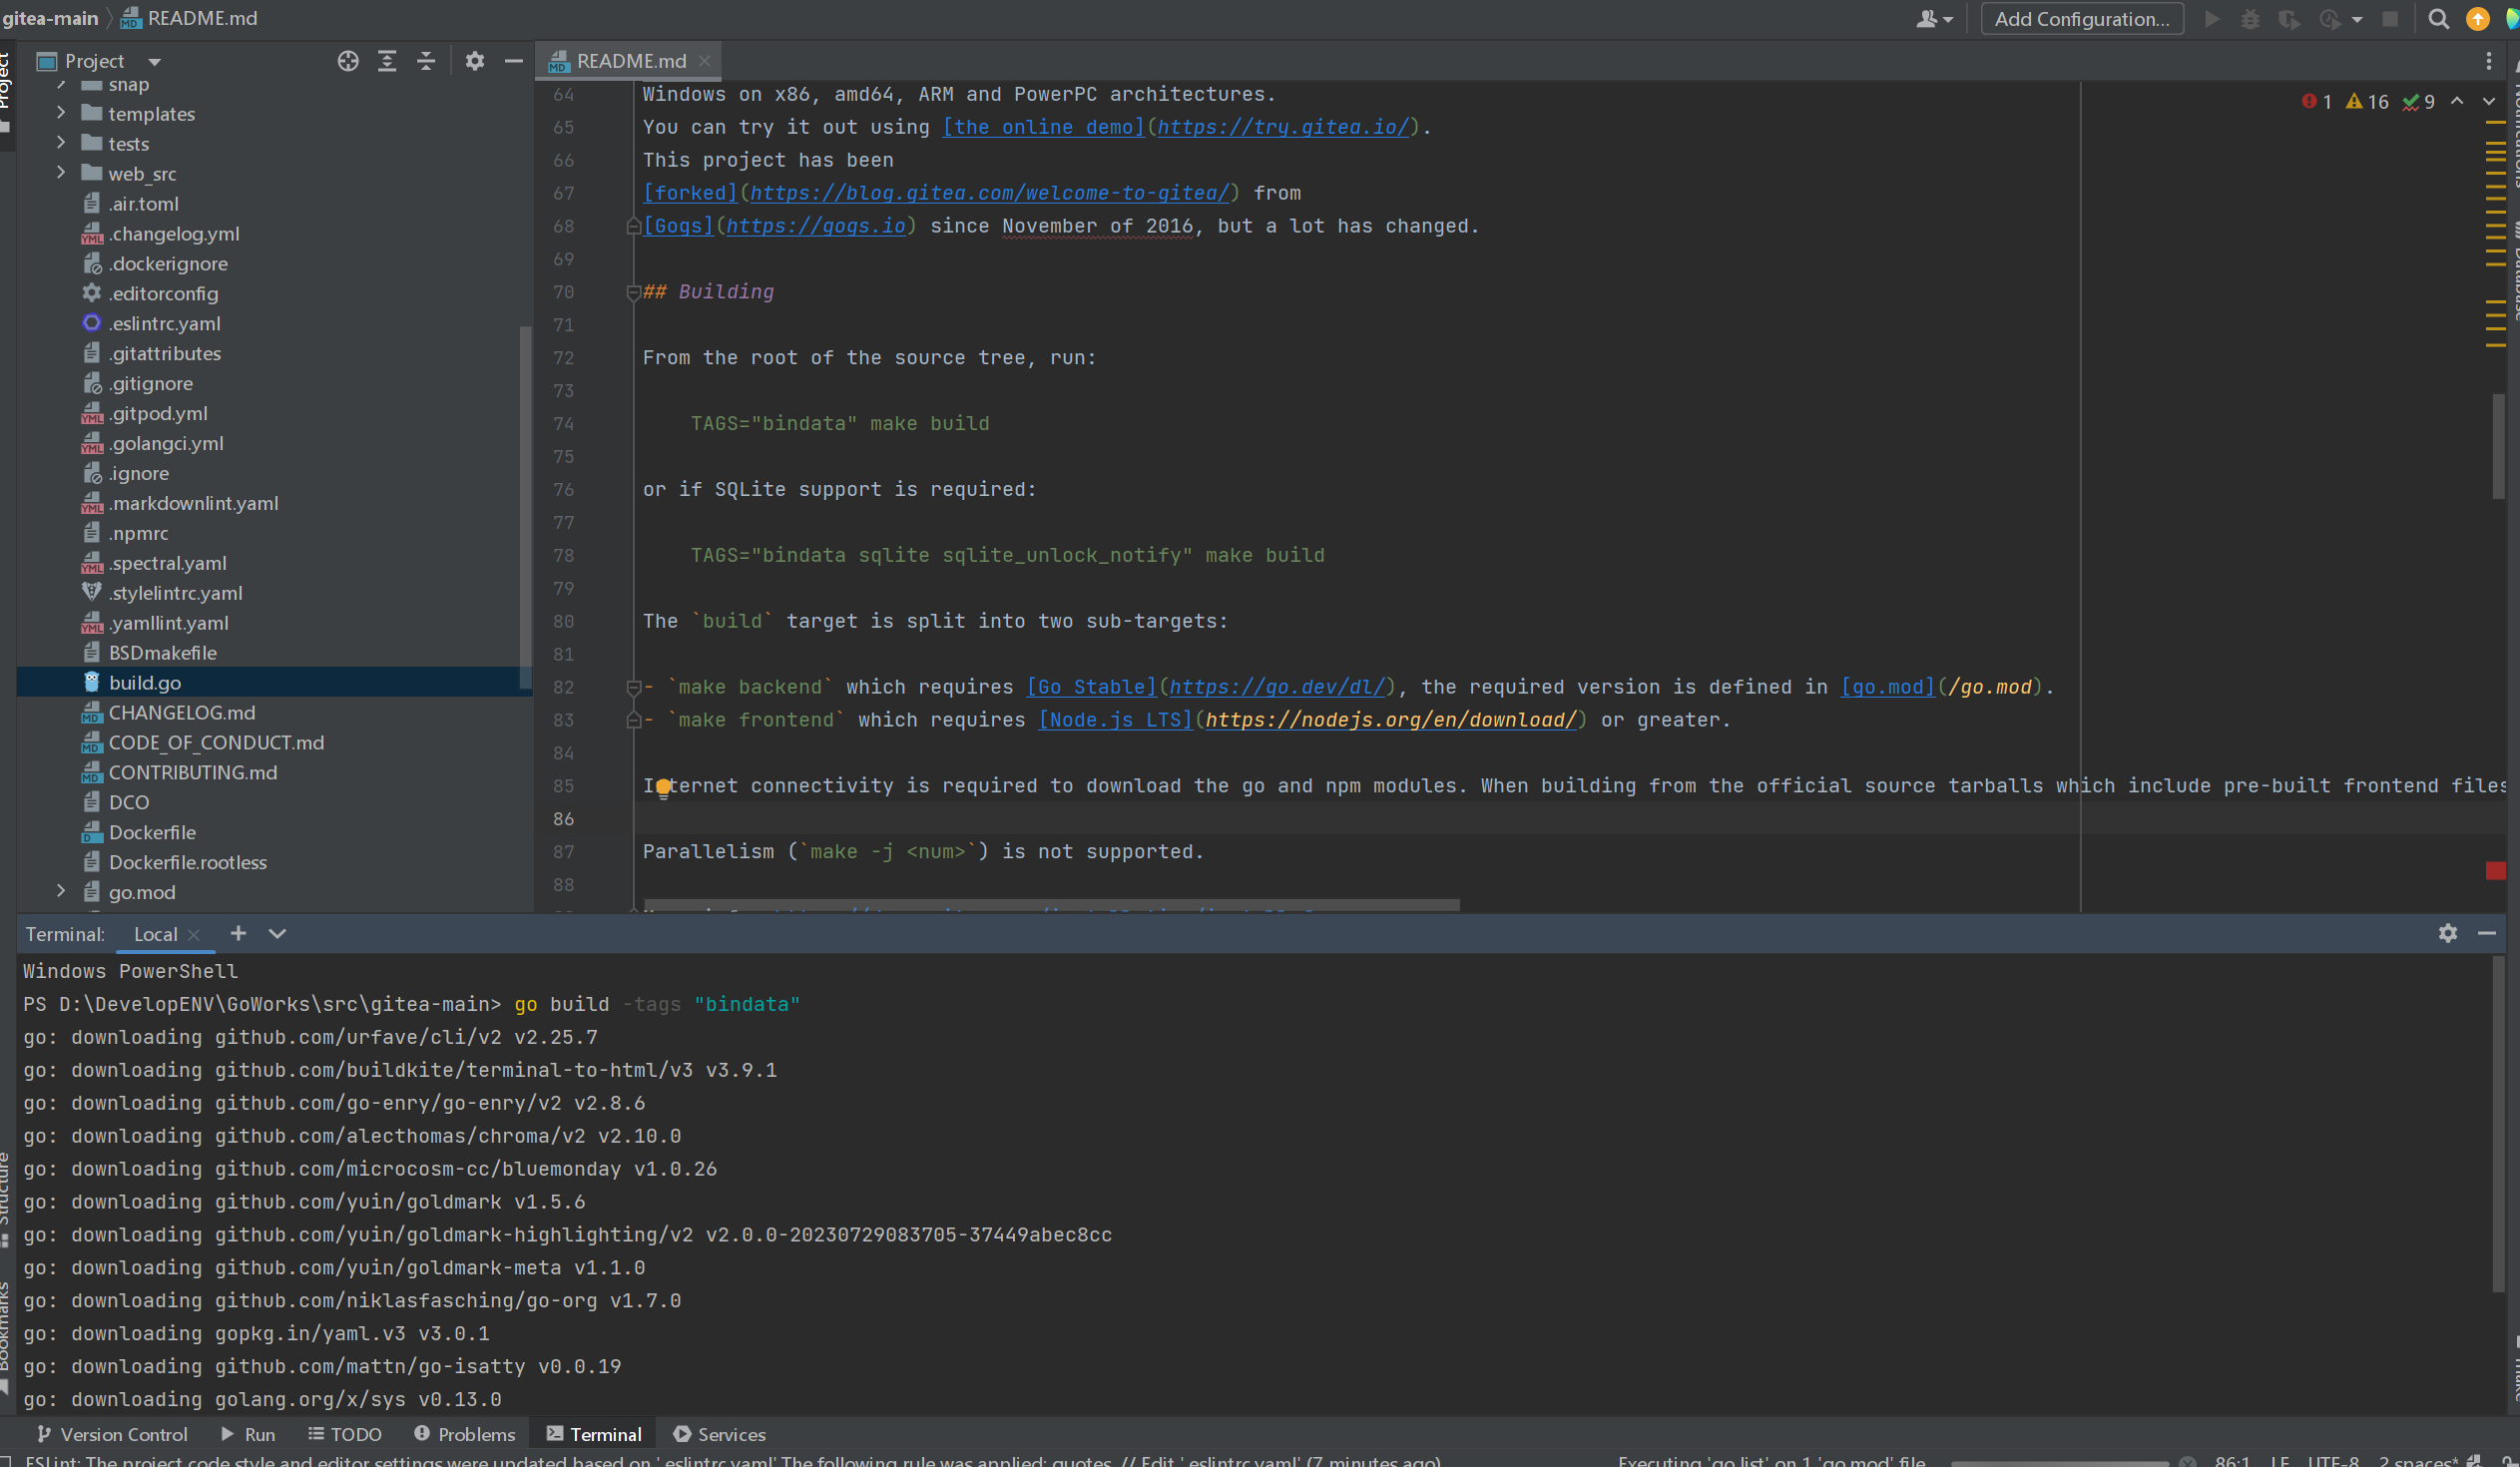 gitea-main
README.md
Add Configuration...
Project
Project
snap
templates
tests
web_src
.air.toml
.changelog.yml
.dockerignore
.editorconfig
.eslintrc.yaml
.gitattributes
.gitignore
.gitpod.yml
.golangci.yml
.ignore
.markdownlint.yaml
.npmrc
.spectral.yaml
.stylelintrc.yaml
.yamllint.yaml
BSDmakefile
build.go
CHANGELOG.md
CODE_OF_CONDUCT.md
CONTRIBUTING.md
DCO
Dockerfile
Dockerfile.rootless
go.mod
README.md
1 16 9
64 Windows on x86, amd64, ARM and PowerPC architectures.
65 You can try it out using [the online demo](https://try.gitea.io/).
66 This project has been
67 [forked](https://blog.gitea.com/welcome-to-gitea/) from
68 [Gogs](https://gogs.io) since November of 2016, but a lot has changed.
69
70 ## Building
71
72 From the root of the source tree, run:
73
74 TAGS="bindata" make build
75
76 or if SQLite support is required:
77
78 TAGS="bindata sqlite sqlite_unlock_notify" make build
79
80 The `build` target is split into two sub-targets:
81
82 - `make backend` which requires [Go Stable](https://go.dev/dl/), the required version is defined in [go.mod](/go.mod).
83 - `make frontend` which requires [Node.js LTS](https://nodejs.org/en/download/) or greater.
84
85 Internet connectivity is required to download the go and npm modules. When building from the official source tarballs which include pre-built frontend files
86
87 Parallelism (`make -j <num>`) is not supported.
88
Notifications
Database
Terminal: Local
Windows PowerShell
PS D:\DevelopENV\GoWorks\src\gitea-main> go build -tags "bindata"
go: downloading github.com/urfave/cli/v2 v2.25.7
go: downloading github.com/buildkite/terminal-to-html/v3 v3.9.1
go: downloading github.com/go-enry/go-enry/v2 v2.8.6
go: downloading github.com/alecthomas/chroma/v2 v2.10.0
go: downloading github.com/microcosm-cc/bluemonday v1.0.26
go: downloading github.com/yuin/goldmark v1.5.6
go: downloading github.com/yuin/goldmark-highlighting/v2 v2.0.0-20230729083705-37449abec8cc
go: downloading github.com/yuin/goldmark-meta v1.1.0
go: downloading github.com/niklasfasching/go-org v1.7.0
go: downloading gopkg.in/yaml.v3 v3.0.1
go: downloading github.com/mattn/go-isatty v0.0.19
go: downloading golang.org/x/sys v0.13.0
Structure
Bookmarks
make
Version Control Run TODO Problems Terminal Services
ESLint: The project code style and editor settings were updated based on '.eslintrc.yaml' The following rule was applied: quotes // Edit '.eslintrc.yaml' (7 minutes ago)
Executing 'go list' on 1 'go.mod' file
86:1 LF UTF-8 2 spaces*